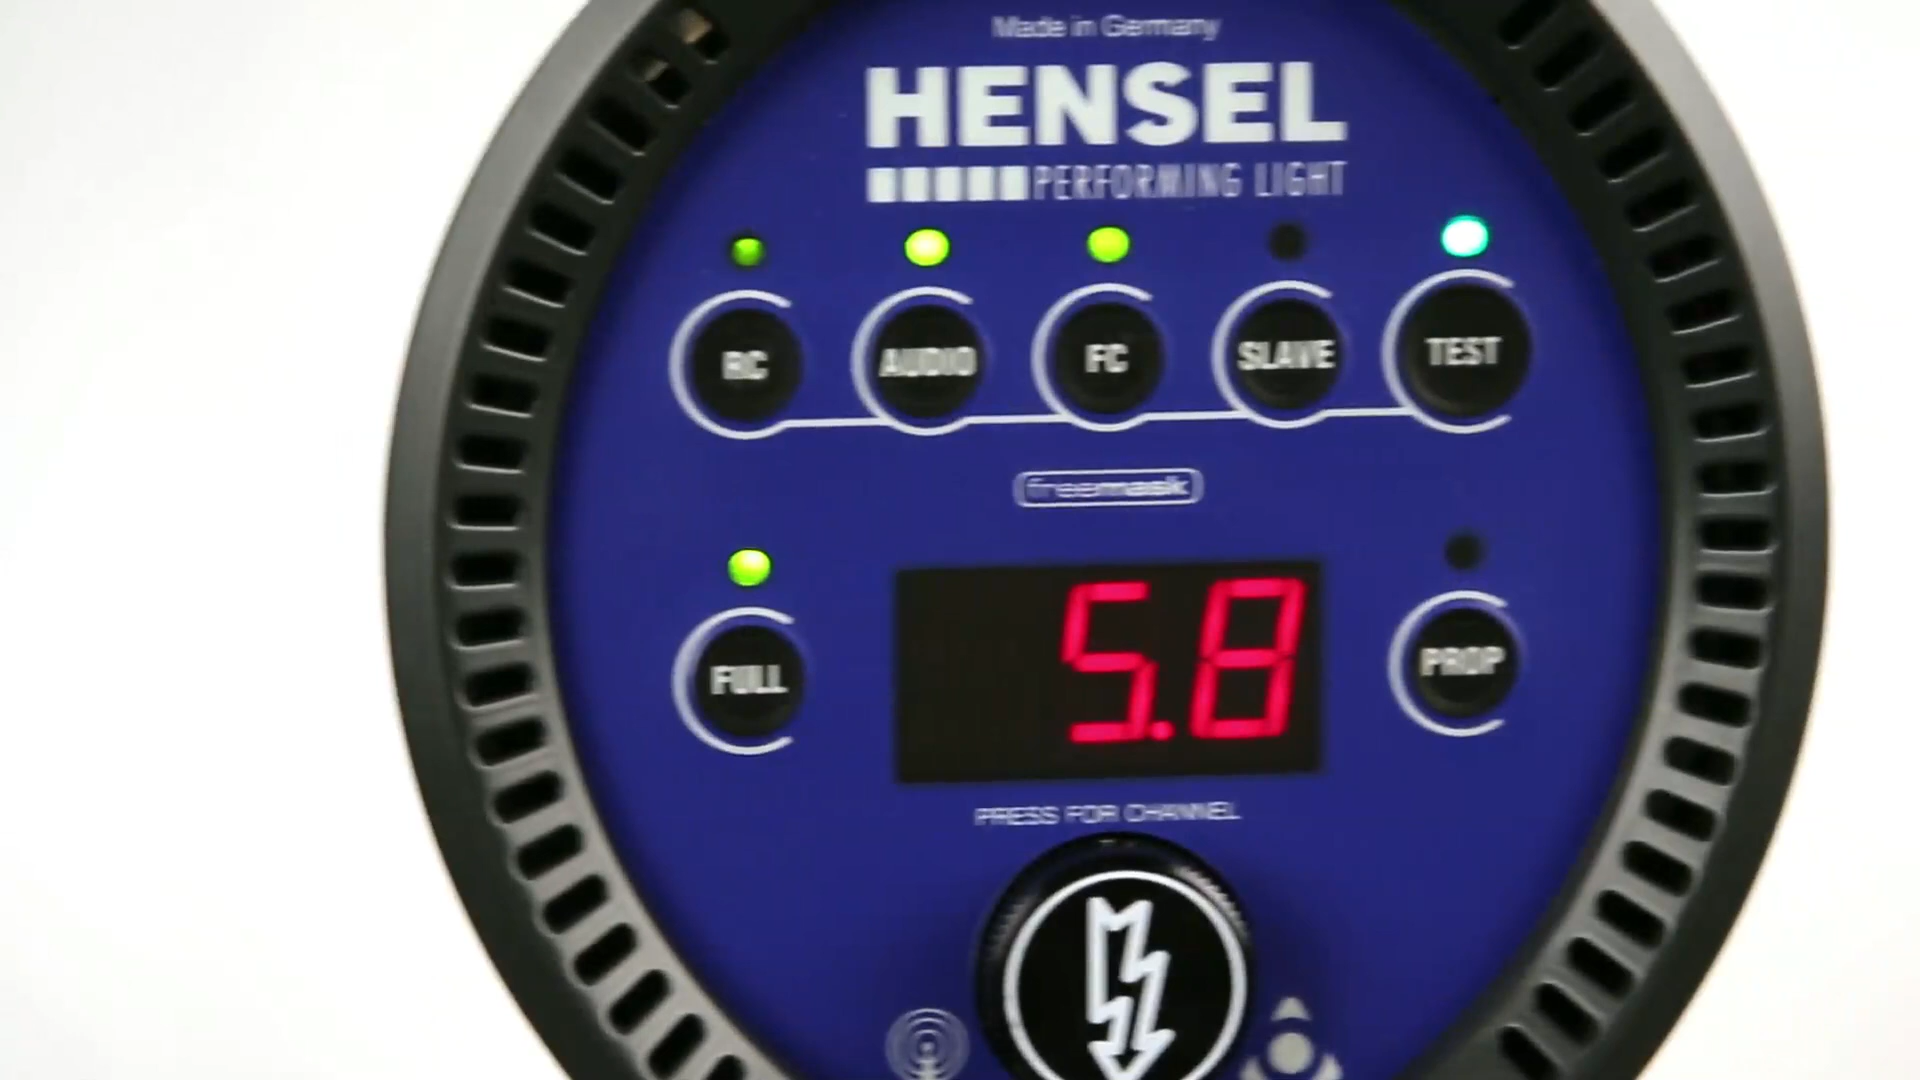 Made in Germany
HENSEL
PERFORMING LIGHT
RC AUDIO FC SLAVE TEST
freemask
FULL 5.8 PROP
PRESS FOR CHANNEL